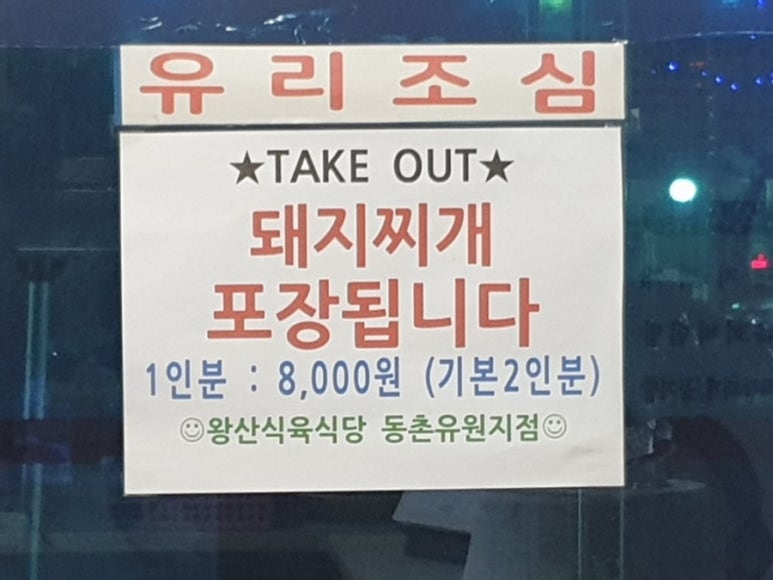 유리조심
★TAKE OUT★
돼지찌개
포장됩니다
1인분 : 8,000원 (기본2인분)
☺왕산식육식당 동촌유원지점☺